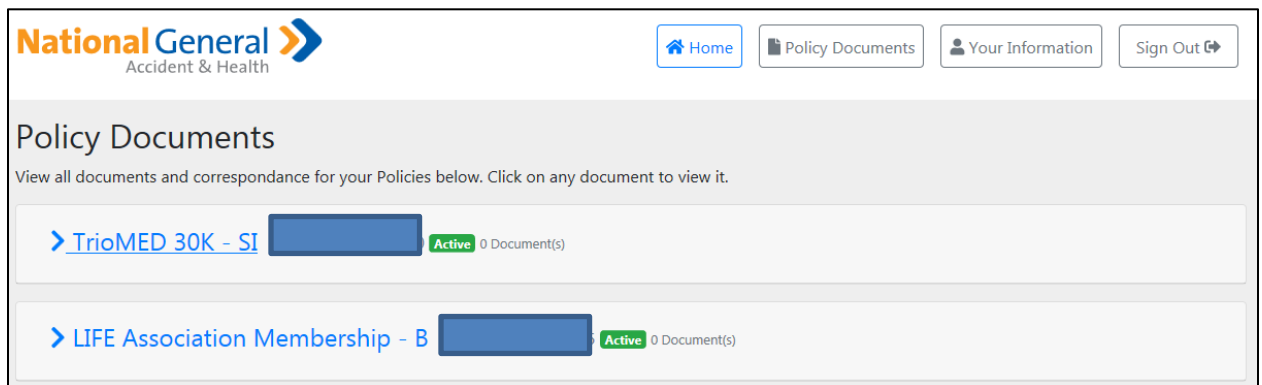 National General
Accident & Health
Home Policy Documents Your Information Sign Out
Policy Documents
View all documents and correspondance for your Policies below. Click on any document to view it.
TrioMED 30K - SI Active 0 Document(s)
LIFE Association Membership - B Active 0 Document(s)